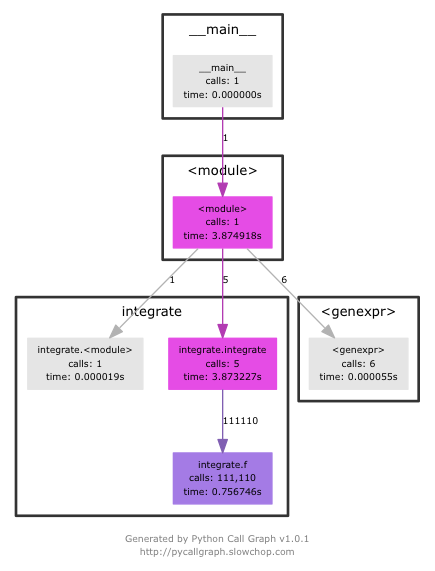 __main__
__main__
calls: 1
time: 0.000000s
1
<module>
<module>
calls: 1
time: 3.874918s
1
5
6
integrate
<genexpr>
integrate.<module>
calls: 1
time: 0.000019s
integrate.integrate
calls: 5
time: 3.873227s
<genexpr>
calls: 6
time: 0.000055s
111110
integrate.f
calls: 111,110
time: 0.756746s
Generated by Python Call Graph v1.0.1
http://pycallgraph.slowchop.com